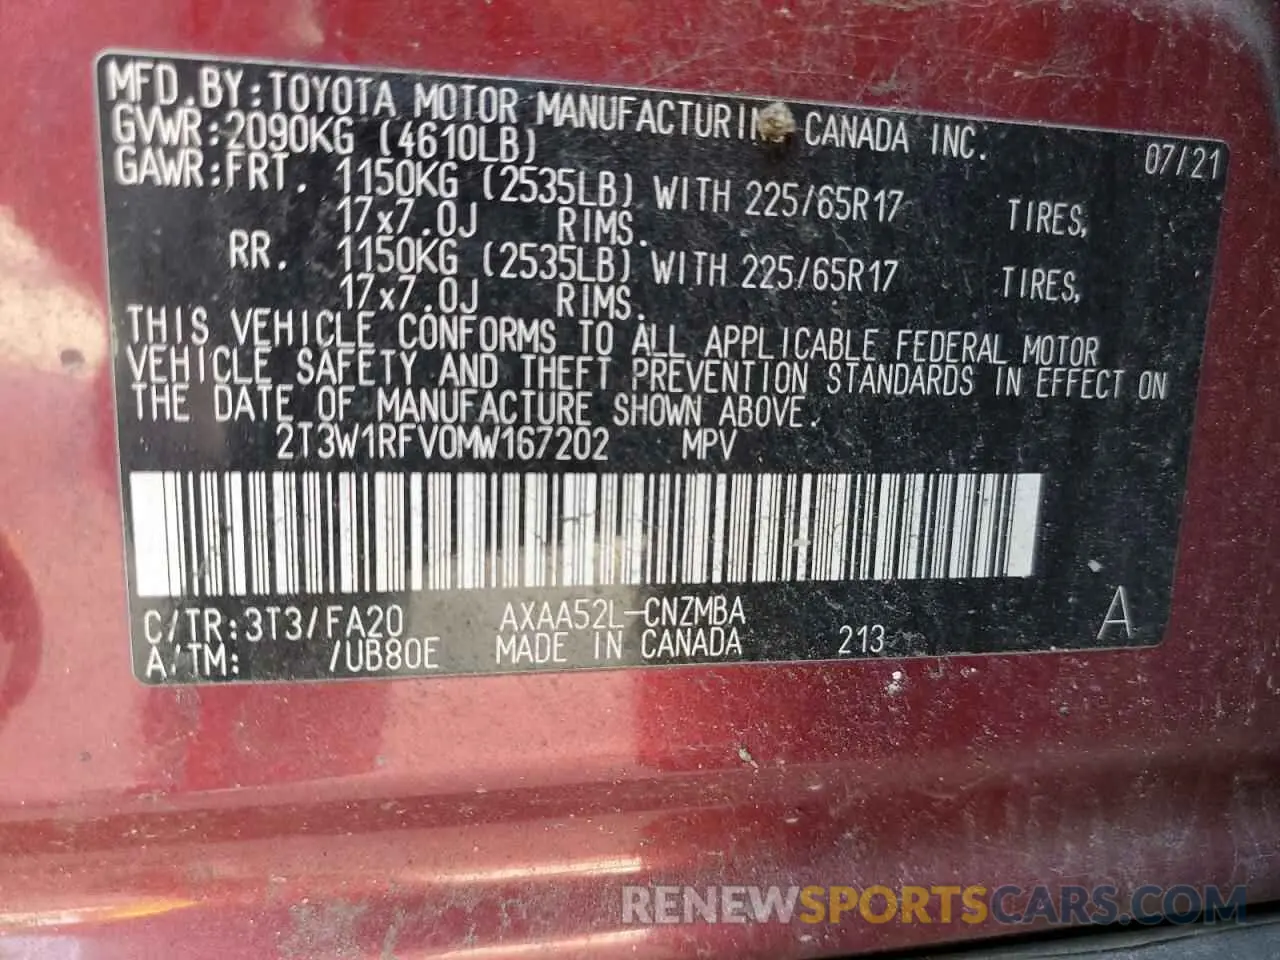 MFD.BY:TOYOTA MOTOR MANUFACTURIN CANADA INC.
GVWR:2090KG (4610LB) 07/21
GAWR:FRT. 1150KG (2535LB) WITH 225/65R17 TIRES,
17x7.0J RIMS.
RR. 1150KG (2535LB) WITH 225/65R17 TIRES,
17x7.0J RIMS.
THIS VEHICLE CONFORMS TO ALL APPLICABLE FEDERAL MOTOR
VEHICLE SAFETY AND THEFT PREVENTION STANDARDS IN EFFECT ON
THE DATE OF MANUFACTURE SHOWN ABOVE.
2T3W1RFV0MW167202 MPV
C/TR:3T3/FA20 AXAA52L-CNZMBA A
A/TM: /UB80E MADE IN CANADA 213
RENEWSPORTSCARS.COM